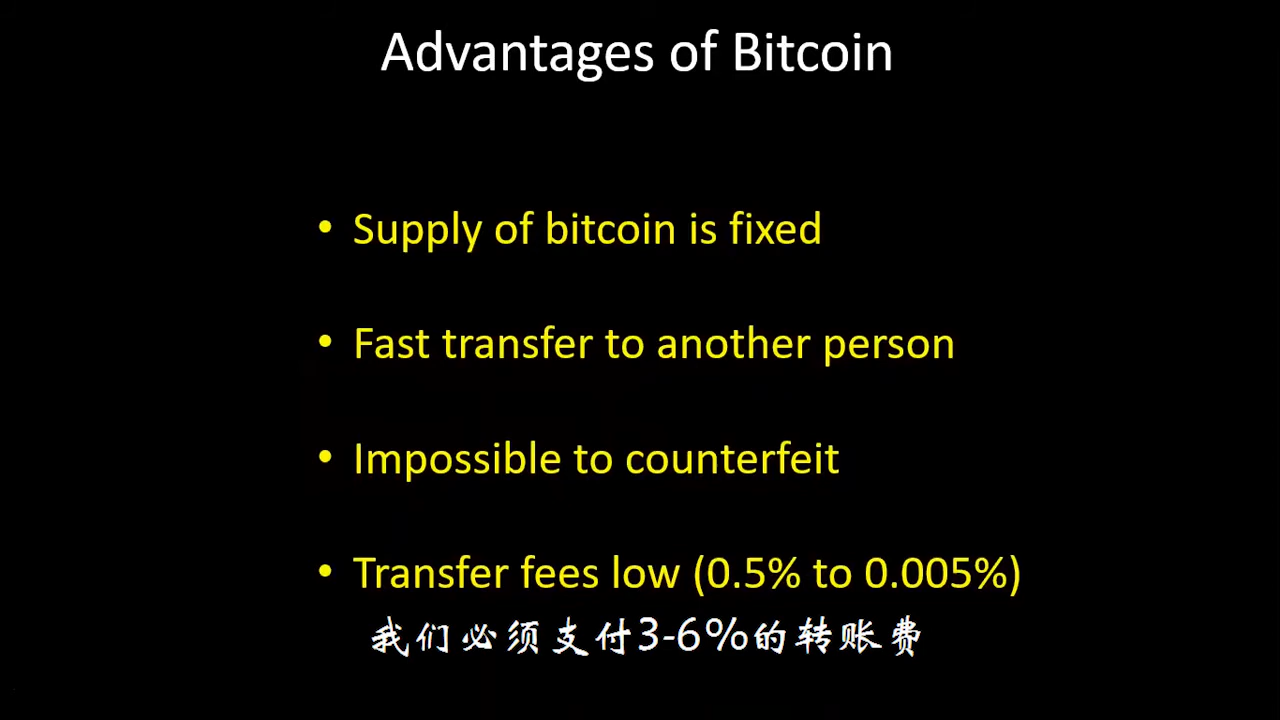 Advantages of Bitcoin
• Supply of bitcoin is fixed
• Fast transfer to another person
• Impossible to counterfeit
• Transfer fees low (0.5% to 0.005%)
我们必须支付3-6%的转账费